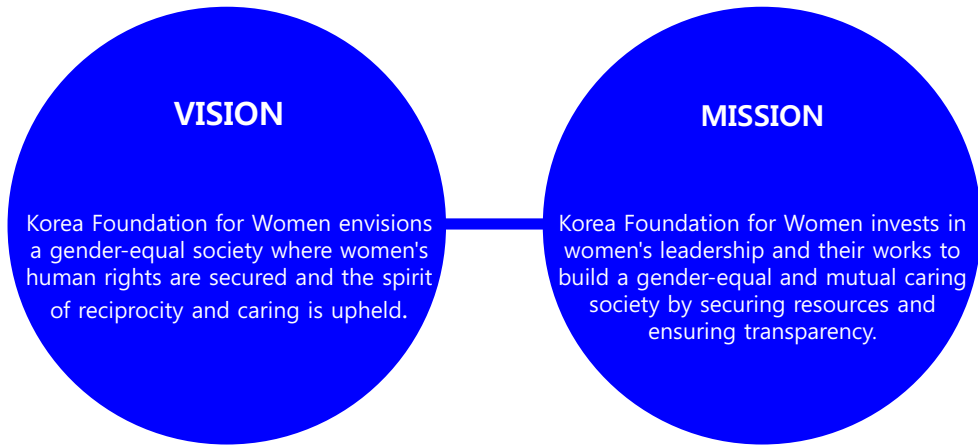 VISION
Korea Foundation for Women envisions
a gender-equal society where women's
human rights are secured and the spirit
of reciprocity and caring is upheld.
MISSION
Korea Foundation for Women invests in
women's leadership and their works to
build a gender-equal and mutual caring
society by securing resources and
ensuring transparency.